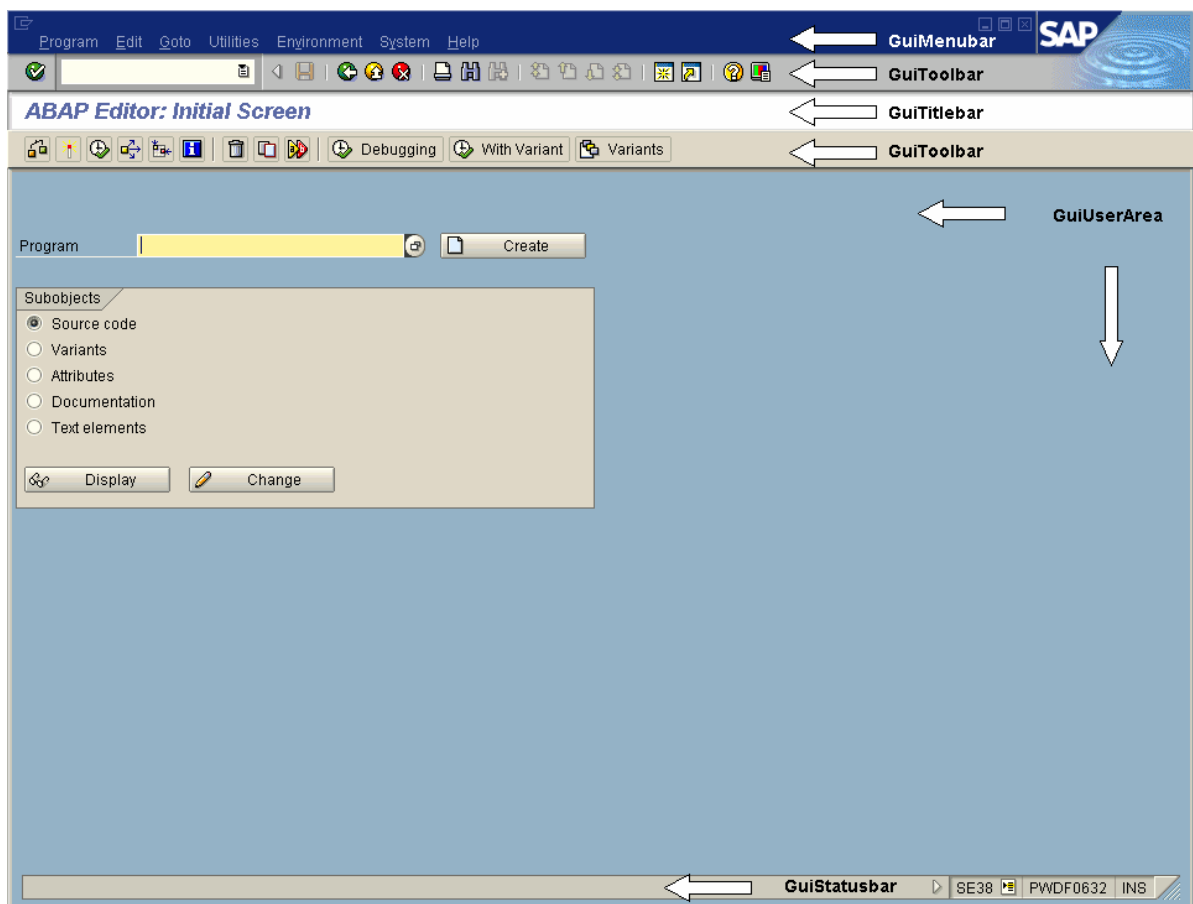 Program Edit Goto Utilities Environment System Help
GuiMenubar
SAP
GuiToolbar
ABAP Editor: Initial Screen
GuiTitlebar
Debugging With Variant Variants
GuiToolbar
GuiUserArea
Program
Create
Subobjects
Source code
Variants
Attributes
Documentation
Text elements
Display
Change
GuiStatusbar
SE38 PWDF0632 INS